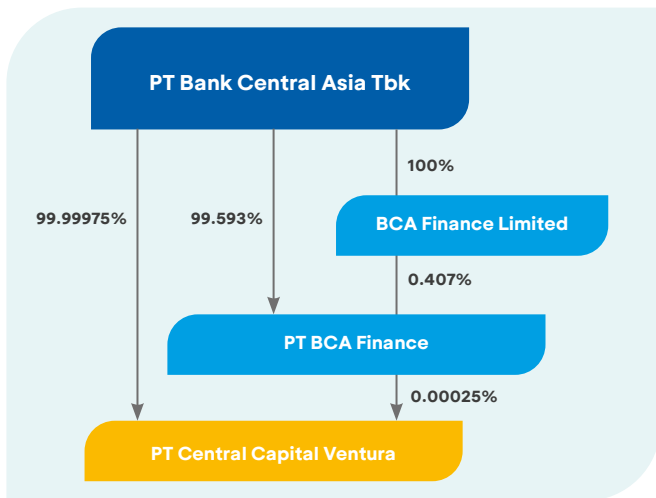 PT Bank Central Asia Tbk
100%
99.99975%
99.593%
BCA Finance Limited
0.407%
PT BCA Finance
0.00025%
PT Central Capital Ventura